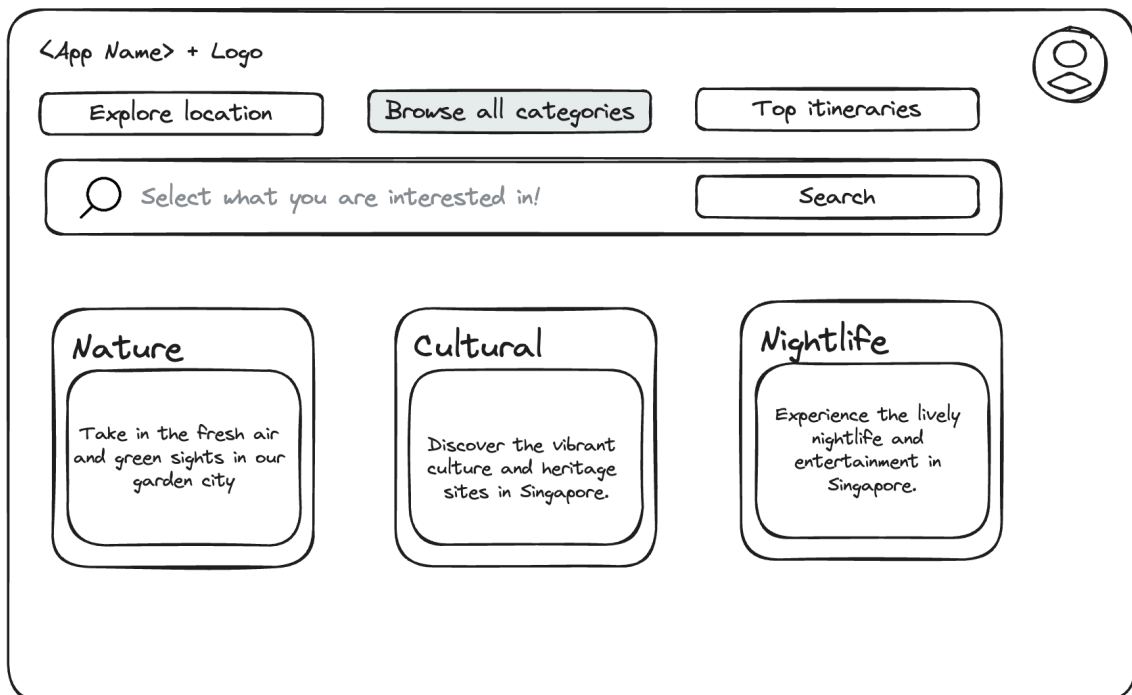 <App Name> + Logo
Explore location
Browse all categories
Top itineraries
Select what you are interested in!
Search
Nature
Take in the fresh air
and green sights in our
garden city
Cultural
Discover the vibrant
culture and heritage
sites in Singapore.
Nightlife
Experience the lively
nightlife and
entertainment in
Singapore.